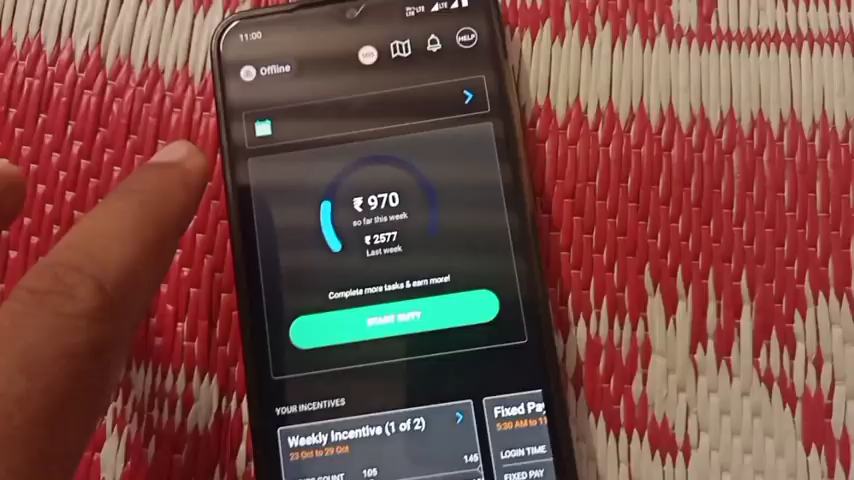 11:00
LTE
Offline
SOS
HELP
₹ 970
so far this week
₹ 2577
Last week
Complete more tasks & earn more!
START DUTY
YOUR INCENTIVES
Weekly Incentive (1 of 2)
23 Oct to 29 Oct
105
145
Fixed Pay
5:30 AM to 11
LOGIN TIME
FIXED PAY